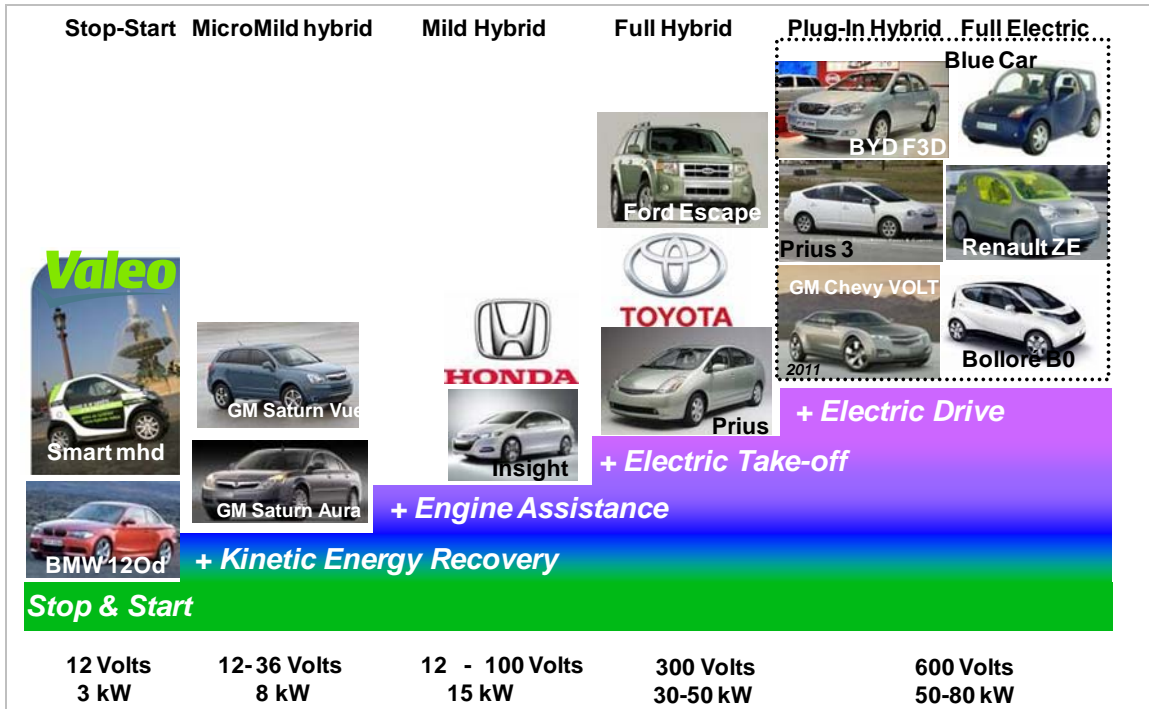 Stop-Start MicroMild hybrid Mild Hybrid Full Hybrid Plug-In Hybrid Full Electric
Blue Car
BYD F3D
Ford Escape
Prius 3
Renault ZE
Valeo
GM Chevy VOLT
TOYOTA
HONDA
2011
Bolloré B0
GM Saturn Vue
Smart mhd
Insight
Prius
+ Electric Drive
+ Electric Take-off
GM Saturn Aura
+ Engine Assistance
BMW 12Od
+ Kinetic Energy Recovery
Stop & Start
12 Volts 12-36 Volts 12 - 100 Volts 300 Volts 600 Volts
3 kW 8 kW 15 kW 30-50 kW 50-80 kW